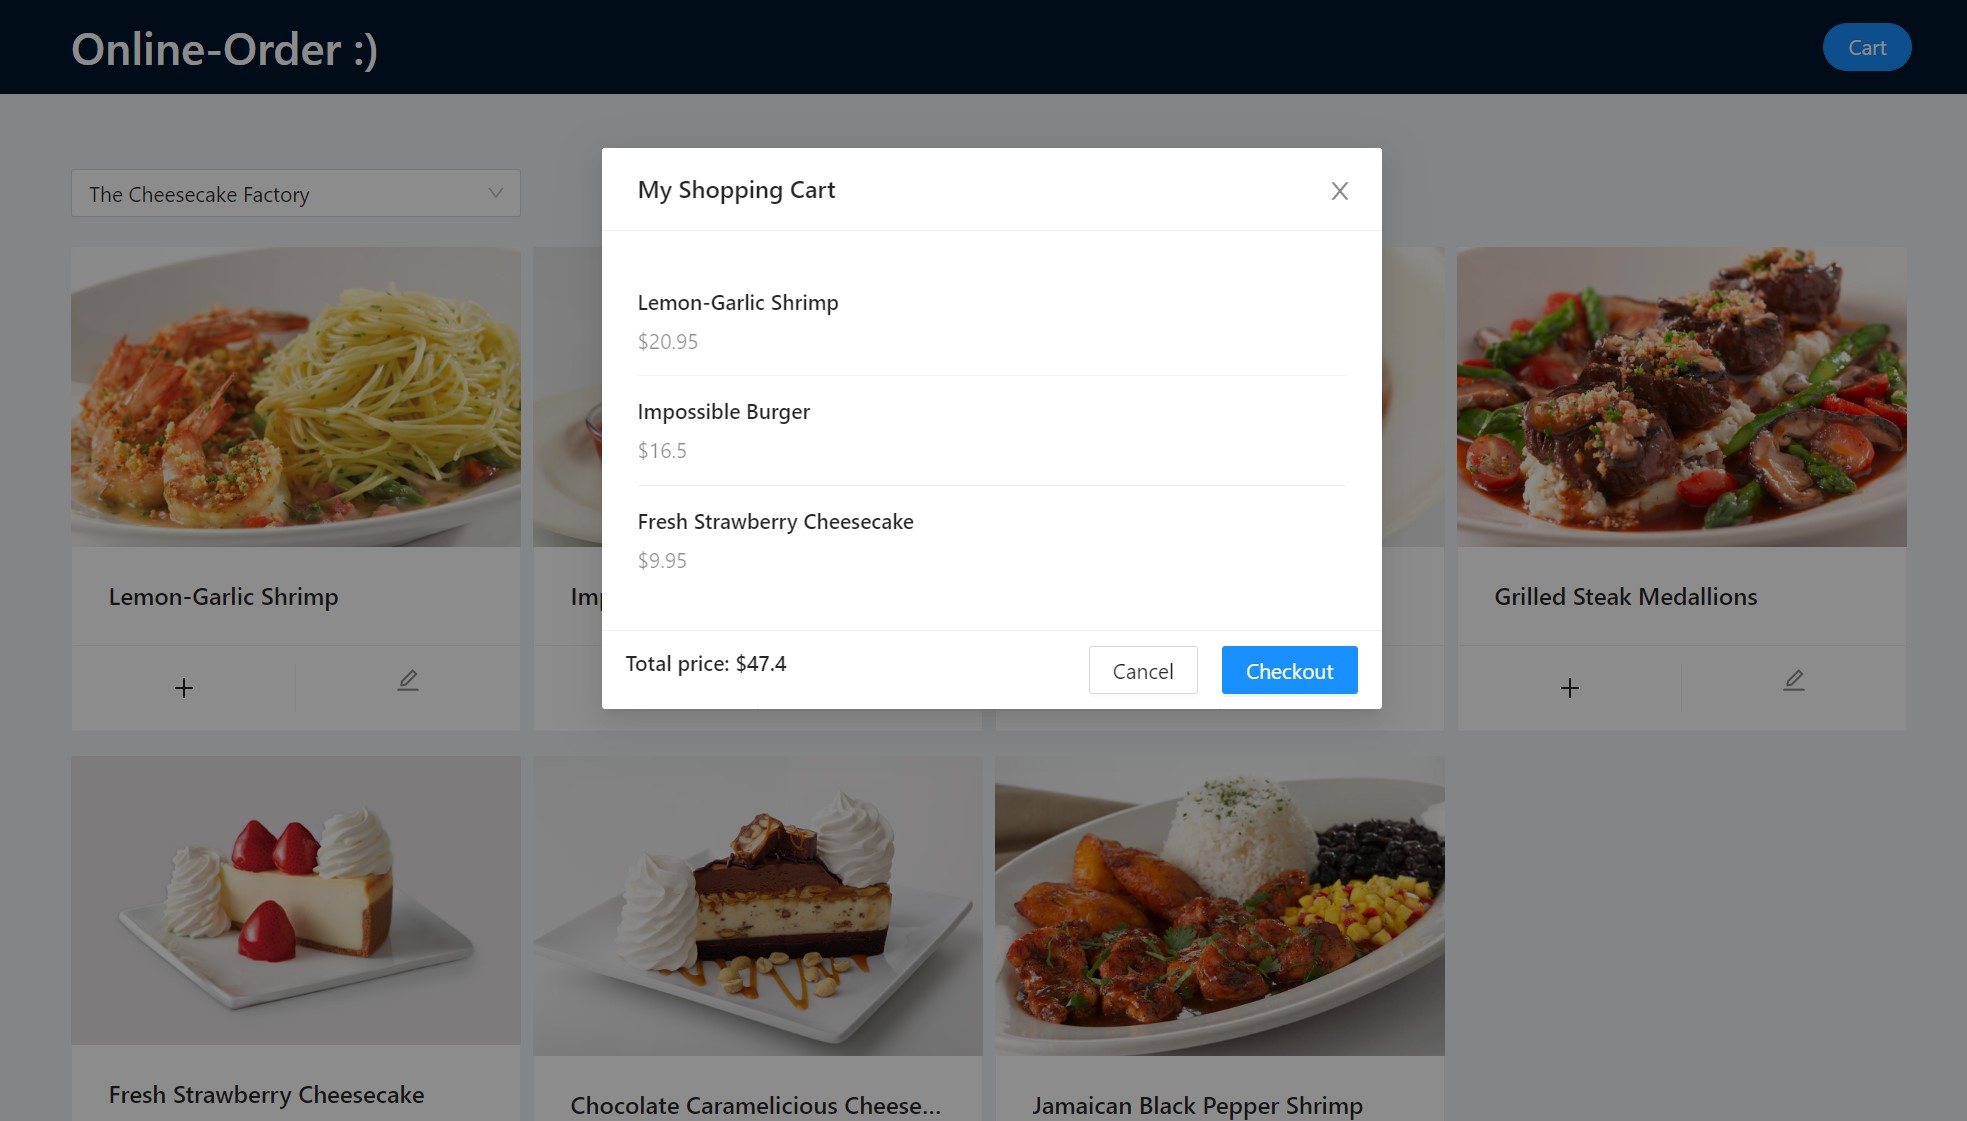 Online-Order :)
Cart
The Cheesecake Factory
My Shopping Cart
Lemon-Garlic Shrimp
$20.95
Impossible Burger
$16.5
Fresh Strawberry Cheesecake
$9.95
Total price: $47.4
Cancel
Checkout
Lemon-Garlic Shrimp
Grilled Steak Medallions
Fresh Strawberry Cheesecake
Chocolate Caramelicious Cheese...
Jamaican Black Pepper Shrimp